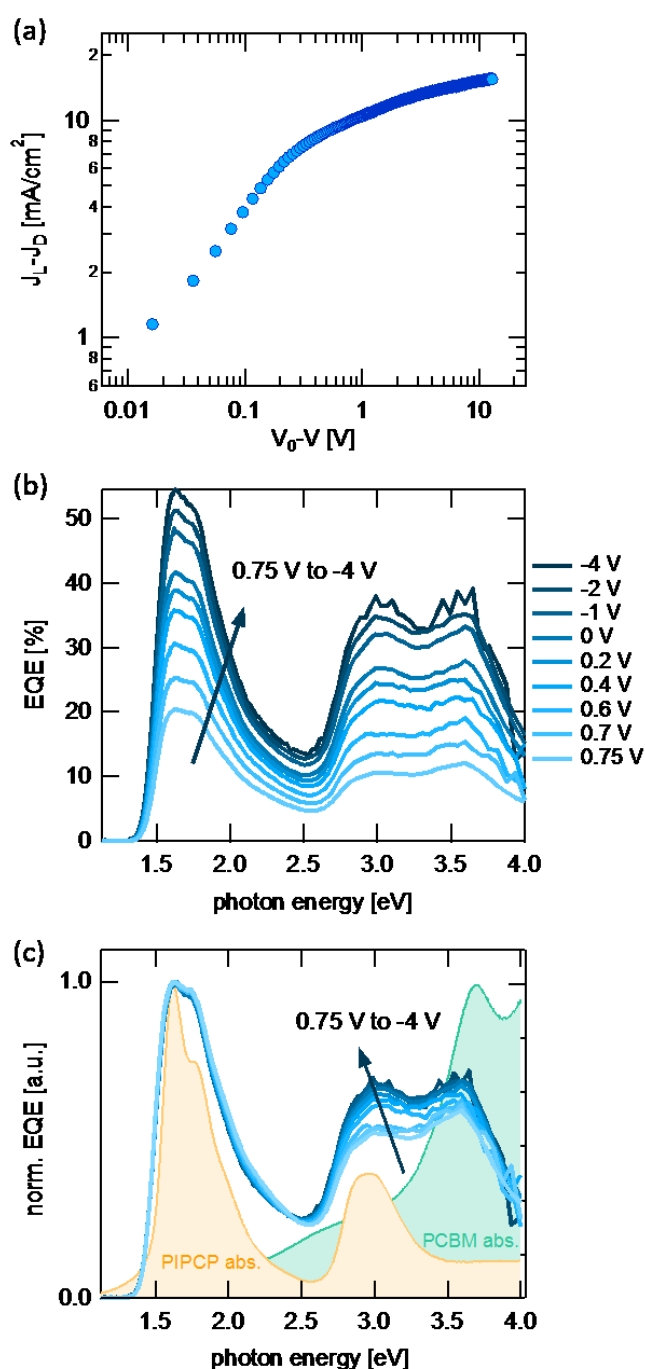 (a)
2
10
8
6
4
2
1
8
6
J_L-J_D [mA/cm²]
0.01
0.1
1
10
V₀-V [V]
(b)
50
40
30
20
10
0
EQE [%]
0.75 V to -4 V
-4 V
-2 V
-1 V
0 V
0.2 V
0.4 V
0.6 V
0.7 V
0.75 V
1.5
2.0
2.5
3.0
3.5
4.0
photon energy [eV]
(c)
1.0
0.0
norm. EQE [a.u.]
0.75 V to -4 V
PIPCP abs.
PCBM abs.
1.5
2.0
2.5
3.0
3.5
4.0
photon energy [eV]